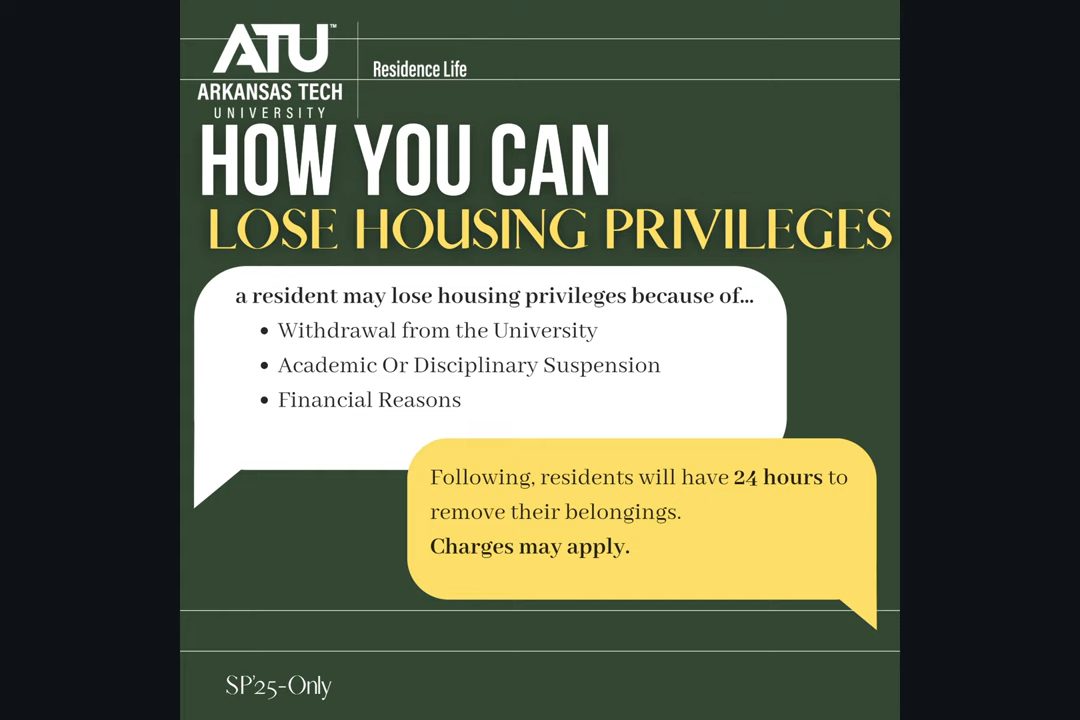 ATU™
ARKANSAS TECH
UNIVERSITY
Residence Life
HOW YOU CAN
LOSE HOUSING PRIVILEGES
a resident may lose housing privileges because of...
• Withdrawal from the University
• Academic Or Disciplinary Suspension
• Financial Reasons
Following, residents will have 24 hours to
remove their belongings.
Charges may apply.
SP'25-Only